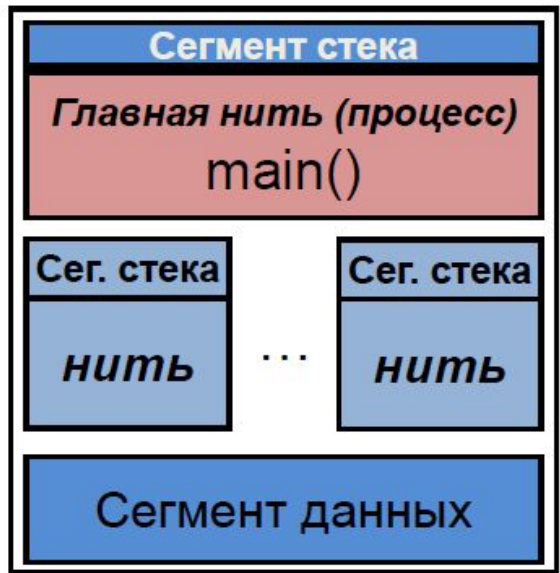 Сегмент стека
Главная нить (процесс)
main()
Сег. стека
Сег. стека
нить
...
нить
Сегмент данных